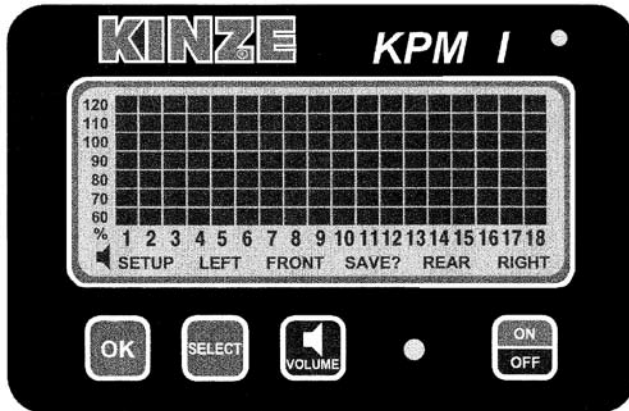 KINZE® KPM I
120
110
100
90
80
70
60
%
1 2 3 4 5 6 7 8 9 10 11 12 13 14 15 16 17 18
SETUP LEFT FRONT SAVE? REAR RIGHT
OK SELECT VOLUME ON
OFF